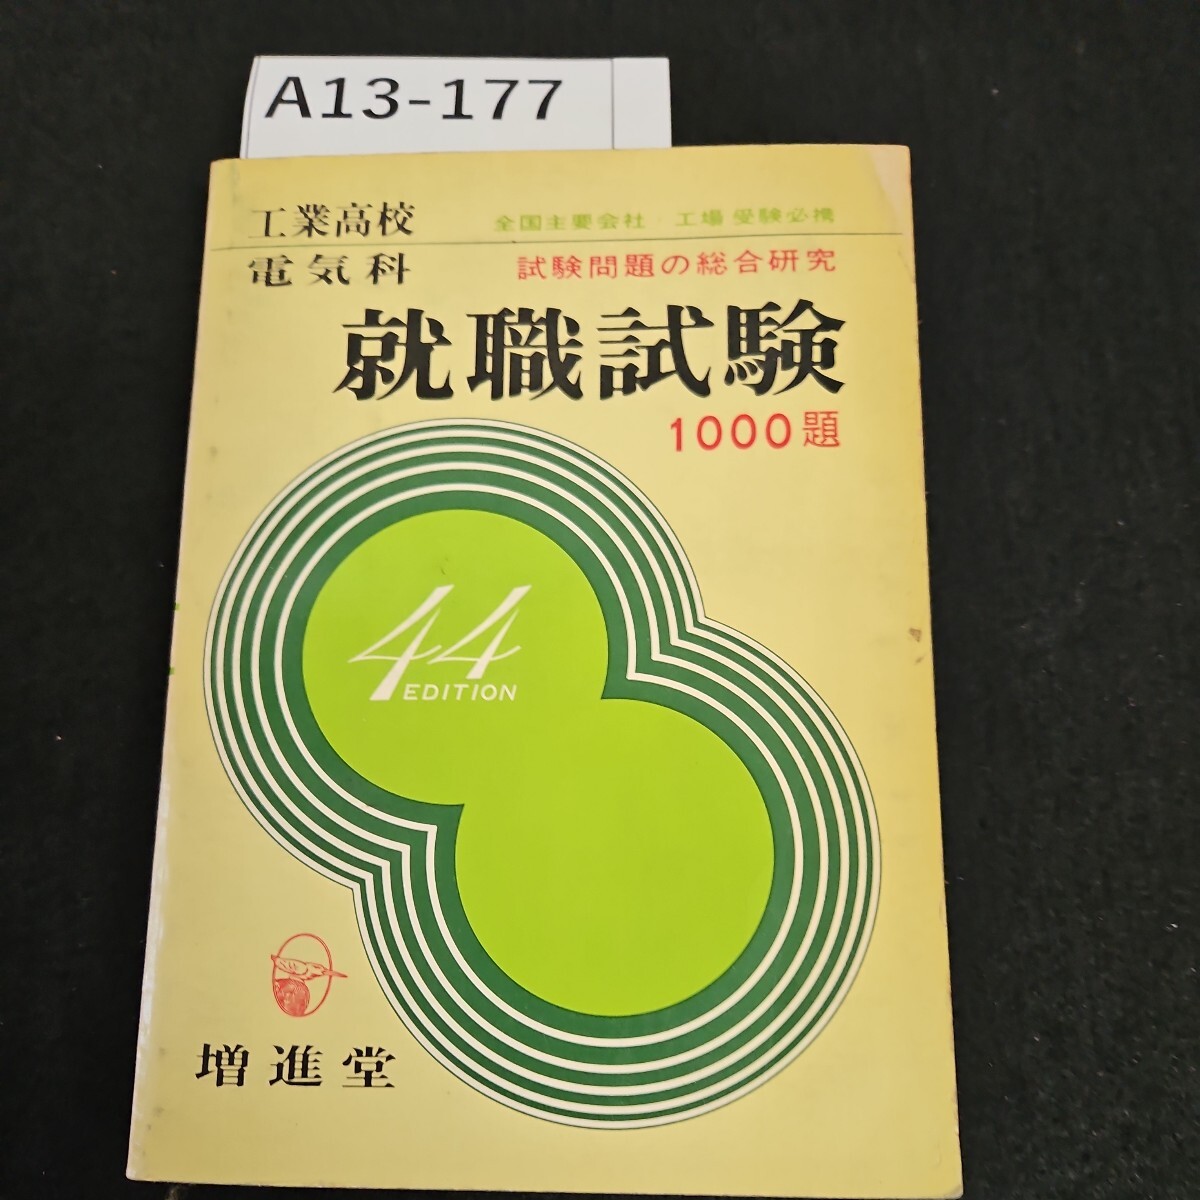 A13-177
工業高校
全国主要会社・工場 受験必携
電気科
試験問題の総合研究
就職試験
1000題
44
EDITION
増進堂